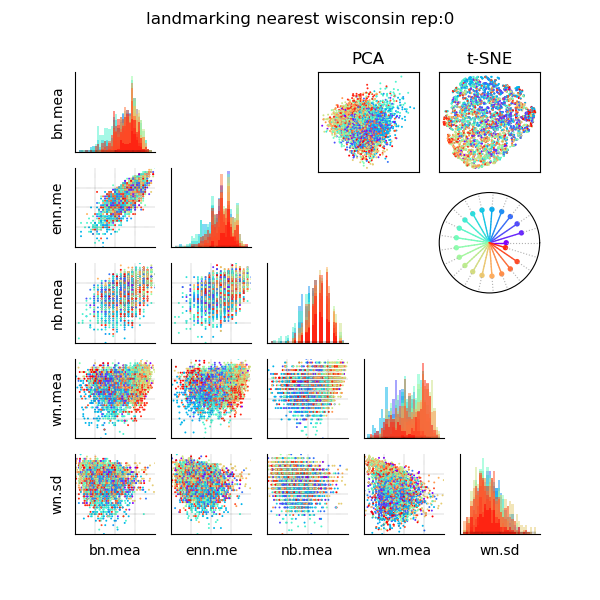 landmarking nearest wisconsin rep:0
PCA
t-SNE
bn.mea
enn.me
nb.mea
wn.mea
wn.sd
bn.mea
enn.me
nb.mea
wn.mea
wn.sd